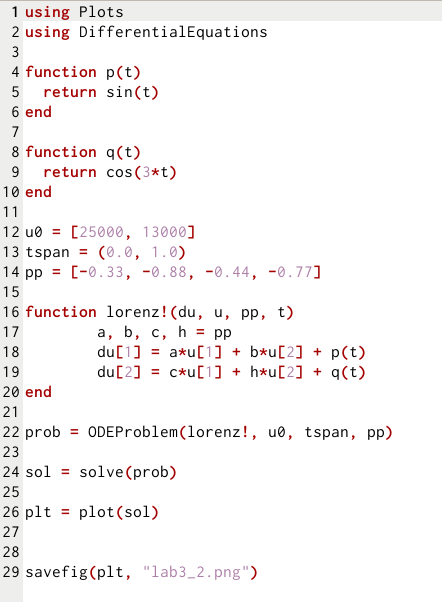 1 using Plots
2 using DifferentialEquations
3
4 function p(t)
5   return sin(t)
6 end
7
8 function q(t)
9   return cos(3*t)
10 end
11
12 u0 = [25000, 13000]
13 tspan = (0.0, 1.0)
14 pp = [-0.33, -0.88, -0.44, -0.77]
15
16 function lorenz!(du, u, pp, t)
17         a, b, c, h = pp
18         du[1] = a*u[1] + b*u[2] + p(t)
19         du[2] = c*u[1] + h*u[2] + q(t)
20 end
21
22 prob = ODEProblem(lorenz!, u0, tspan, pp)
23
24 sol = solve(prob)
25
26 plt = plot(sol)
27
28
29 savefig(plt, "lab3_2.png")